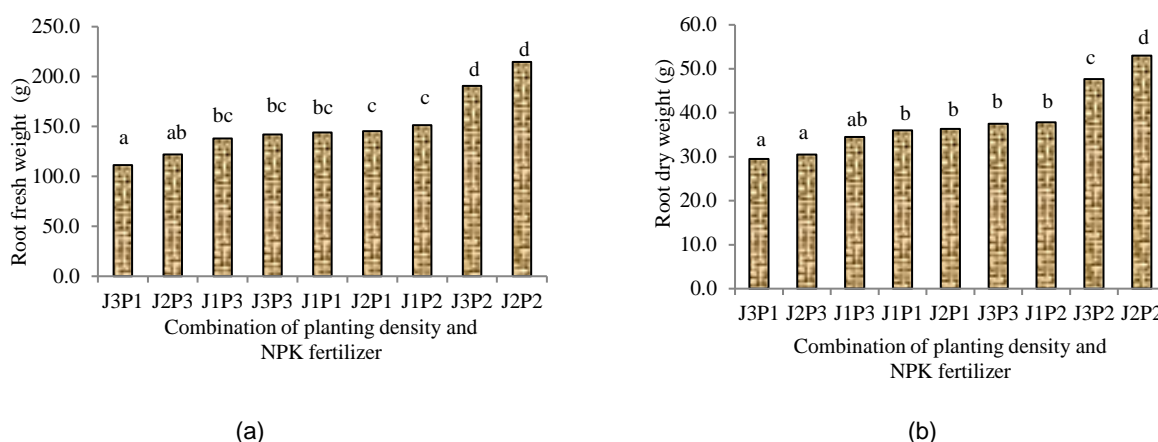 Root fresh weight (g)
250.0
200.0
150.0
100.0
50.0
0.0
a
ab
bc
bc
bc
c
c
d
d
J3P1 J2P3 J1P3 J3P3 J1P1 J2P1 J1P2 J3P2 J2P2
Combination of planting density and
NPK fertilizer
(a)
Root dry weight (g)
60.0
50.0
40.0
30.0
20.0
10.0
0.0
a
a
ab
b
b
b
b
c
d
J3P1 J2P3 J1P3 J1P1 J2P1 J3P3 J1P2 J3P2 J2P2
Combination of planting density and
NPK fertilizer
(b)